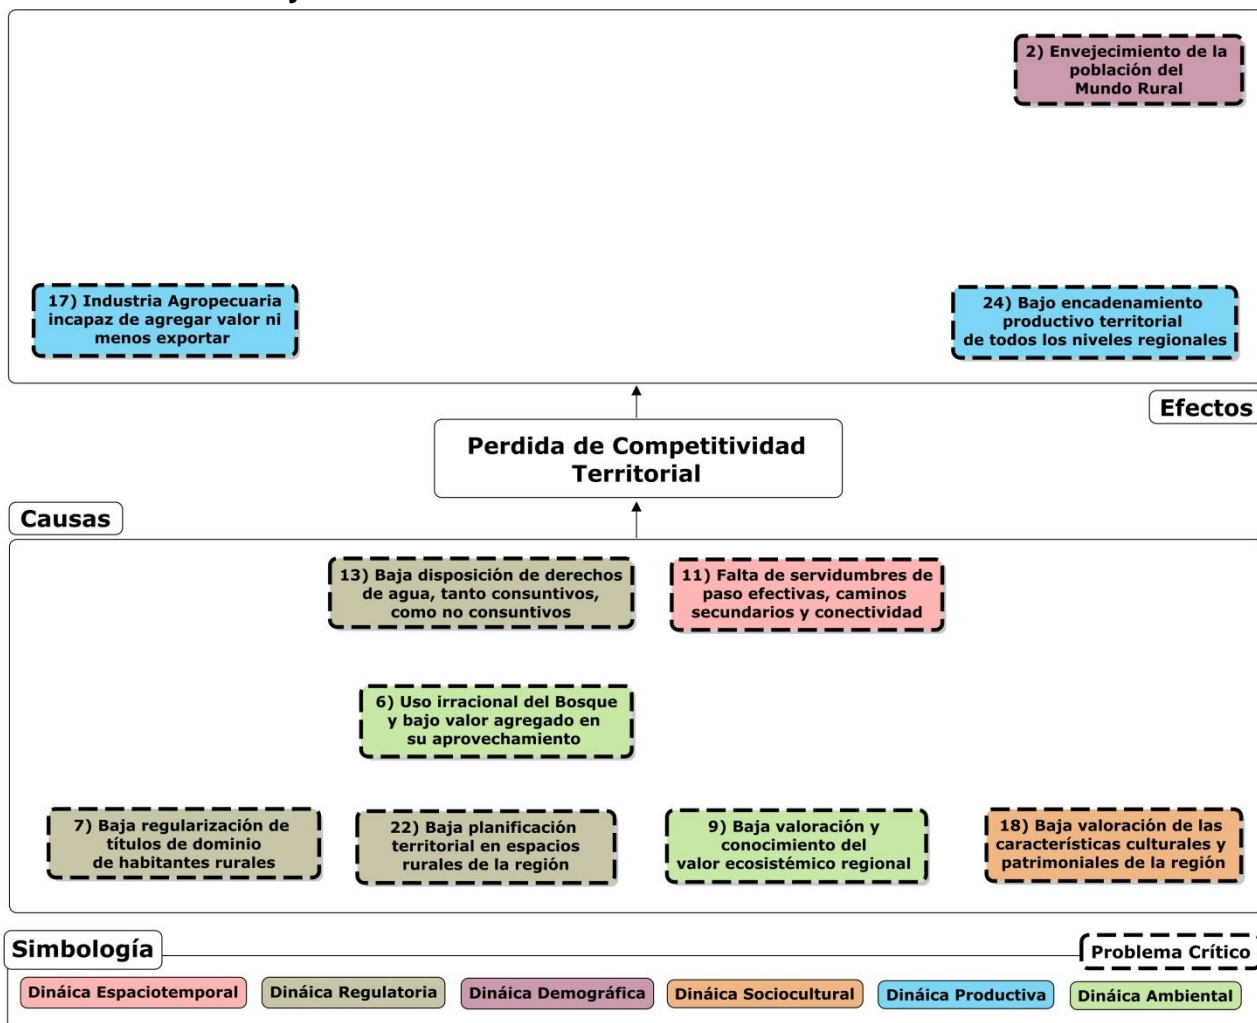 2) Envejecimiento de la
población del
Mundo Rural
17) Industria Agropecuaria
incapaz de agregar valor ni
menos exportar
24) Bajo encadenamiento
productivo territorial
de todos los niveles regionales
Efectos
Perdida de Competitividad
Territorial
Causas
13) Baja disposición de derechos
de agua, tanto consuntivos,
como no consuntivos
11) Falta de servidumbres de
paso efectivas, caminos
secundarios y conectividad
6) Uso irracional del Bosque
y bajo valor agregado en
su aprovechamiento
7) Baja regularización de
títulos de dominio
de habitantes rurales
22) Baja planificación
territorial en espacios
rurales de la región
9) Baja valoración y
conocimiento del
valor ecosistémico regional
18) Baja valoración de las
características culturales y
patrimoniales de la región
Simbología
Problema Crítico
Dináica Espaciotemporal
Dináica Regulatoria
Dináica Demográfica
Dináica Sociocultural
Dináica Productiva
Dináica Ambiental